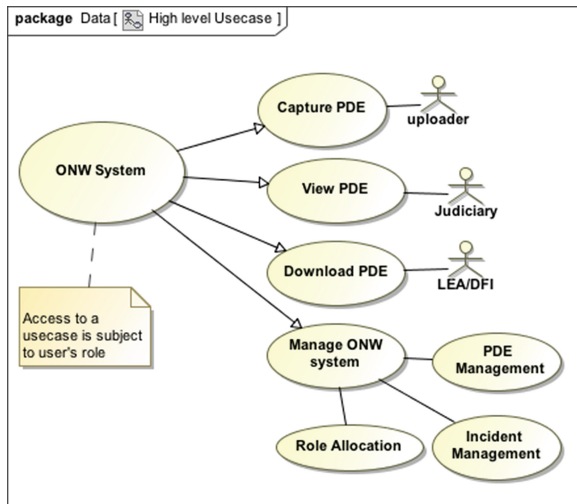 package Data [ High level Usecase ]
Capture PDE
uploader
ONW System
View PDE
Judiciary
Download PDE
LEA/DFI
Access to a
usecase is subject
to user's role
Manage ONW
system
PDE
Management
Role Allocation
Incident
Management